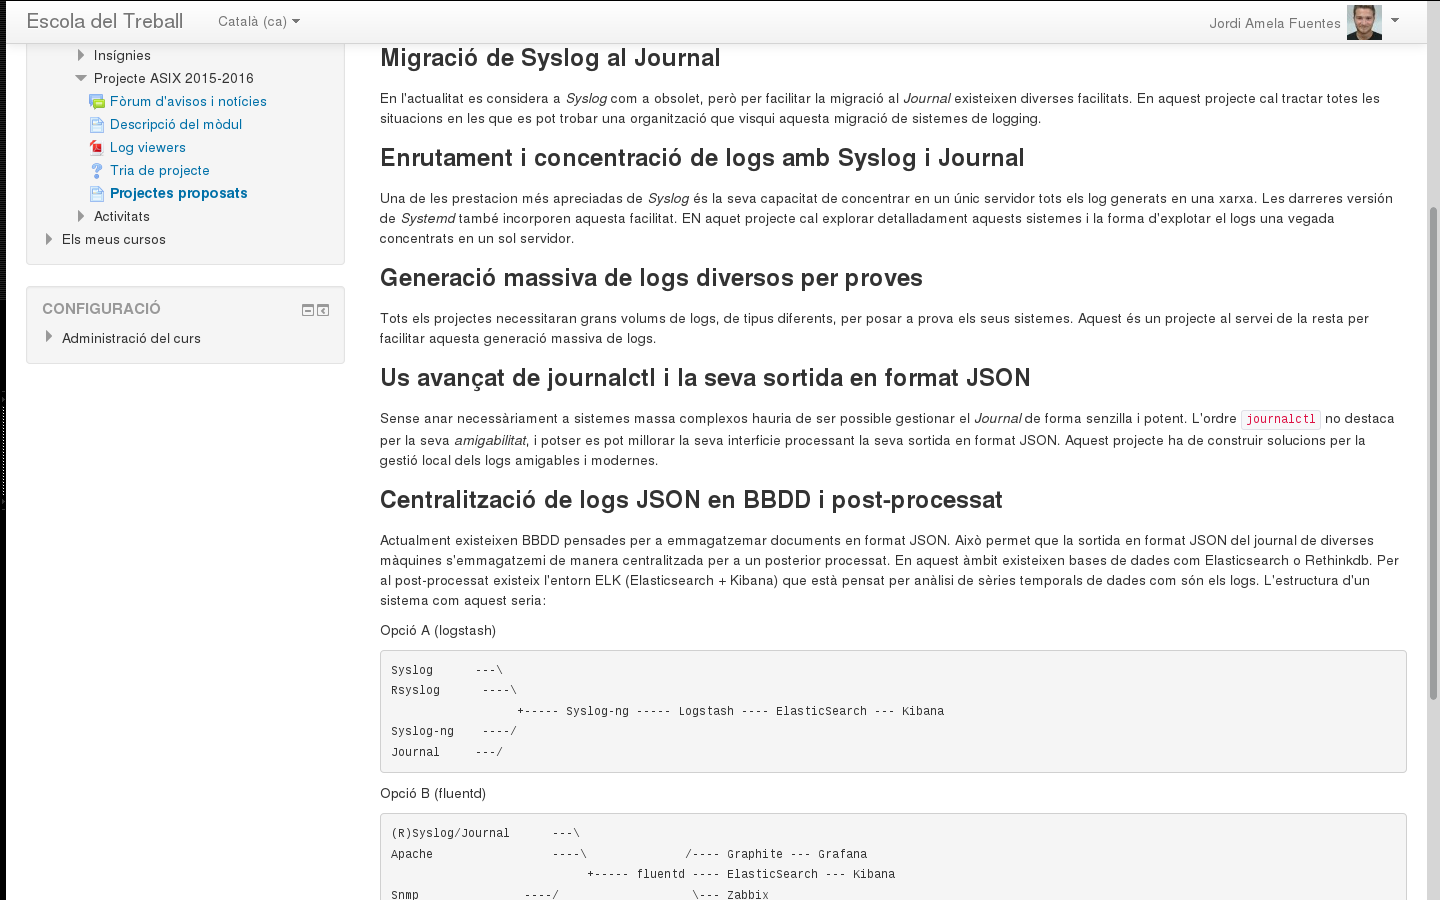 Escola del Treball
Català (ca)
Jordi Amela Fuentes
Insígnies
Projecte ASIX 2015-2016
Fòrum d'avisos i notícies
Descripció del mòdul
Log viewers
Tria de projecte
Projectes proposats
Activitats
Els meus cursos
CONFIGURACIÓ
Administració del curs
Migració de Syslog al Journal
En l'actualitat es considera a Syslog com a obsolet, però per facilitar la migració al Journal existeixen diverses facilitats. En aquest projecte cal tractar totes les
situacions en les que es pot trobar una organització que visqui aquesta migració de sistemes de logging.
Enrutament i concentració de logs amb Syslog i Journal
Una de les prestacion més apreciades de Syslog és la seva capacitat de concentrar en un únic servidor tots els log generats en una xarxa. Les darreres versión
de Systemd també incorporen aquesta facilitat. EN aquet projecte cal explorar detalladament aquests sistemes i la forma d'explotar el logs una vegada
concentrats en un sol servidor.
Generació massiva de logs diversos per proves
Tots els projectes necessitaran grans volums de logs, de tipus diferents, per posar a prova els seus sistemes. Aquest és un projecte al servei de la resta per
facilitar aquesta generació massiva de logs.
Us avançat de journalctl i la seva sortida en format JSON
Sense anar necessàriament a sistemes massa complexos hauria de ser possible gestionar el Journal de forma senzilla i potent. L'ordre journalctl no destaca
per la seva amigabilitat, i potser es pot millorar la seva interfície processant la seva sortida en format JSON. Aquest projecte ha de construir solucions per la
gestió local dels logs amigables i modernes.
Centralització de logs JSON en BBDD i post-processat
Actualment existeixen BBDD pensades per a emmagatzemar documents en format JSON. Això permet que la sortida en format JSON del journal de diverses
màquines s'emmagatzemi de manera centralitzada per a un posterior processat. En aquest àmbit existeixen bases de dades com Elasticsearch o Rethinkdb. Per
al post-processat existeix l'entorn ELK (Elasticsearch + Kibana) que està pensat per anàlisi de sèries temporals de dades com són els logs. L'estructura d'un
sistema com aquest seria:
Opció A (logstash)
Syslog      ---\
Rsyslog      ----\
                  +----- Syslog-ng ----- Logstash ---- ElasticSearch --- Kibana
Syslog-ng    ----/
Journal     ---/
Opció B (fluentd)
(R)Syslog/Journal      ---\
Apache                 ----\              /---- Graphite --- Grafana
                            +----- fluentd ---- ElasticSearch --- Kibana
Snmp               ----/                   \--- Zabbix